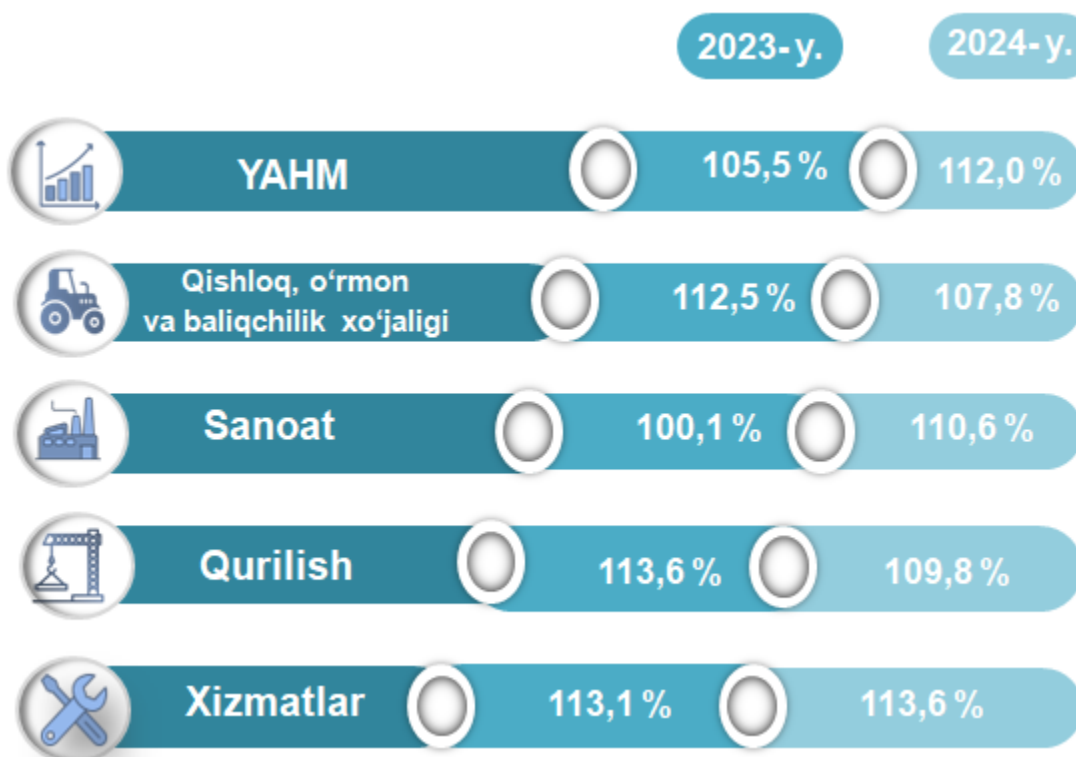 2023-y. 2024-y.
YAHM 105,5 % 112,0 %
Qishloq, o‘rmon
va baliqchilik xo‘jaligi 112,5 % 107,8 %
Sanoat 100,1 % 110,6 %
Qurilish 113,6 % 109,8 %
Xizmatlar 113,1 % 113,6 %